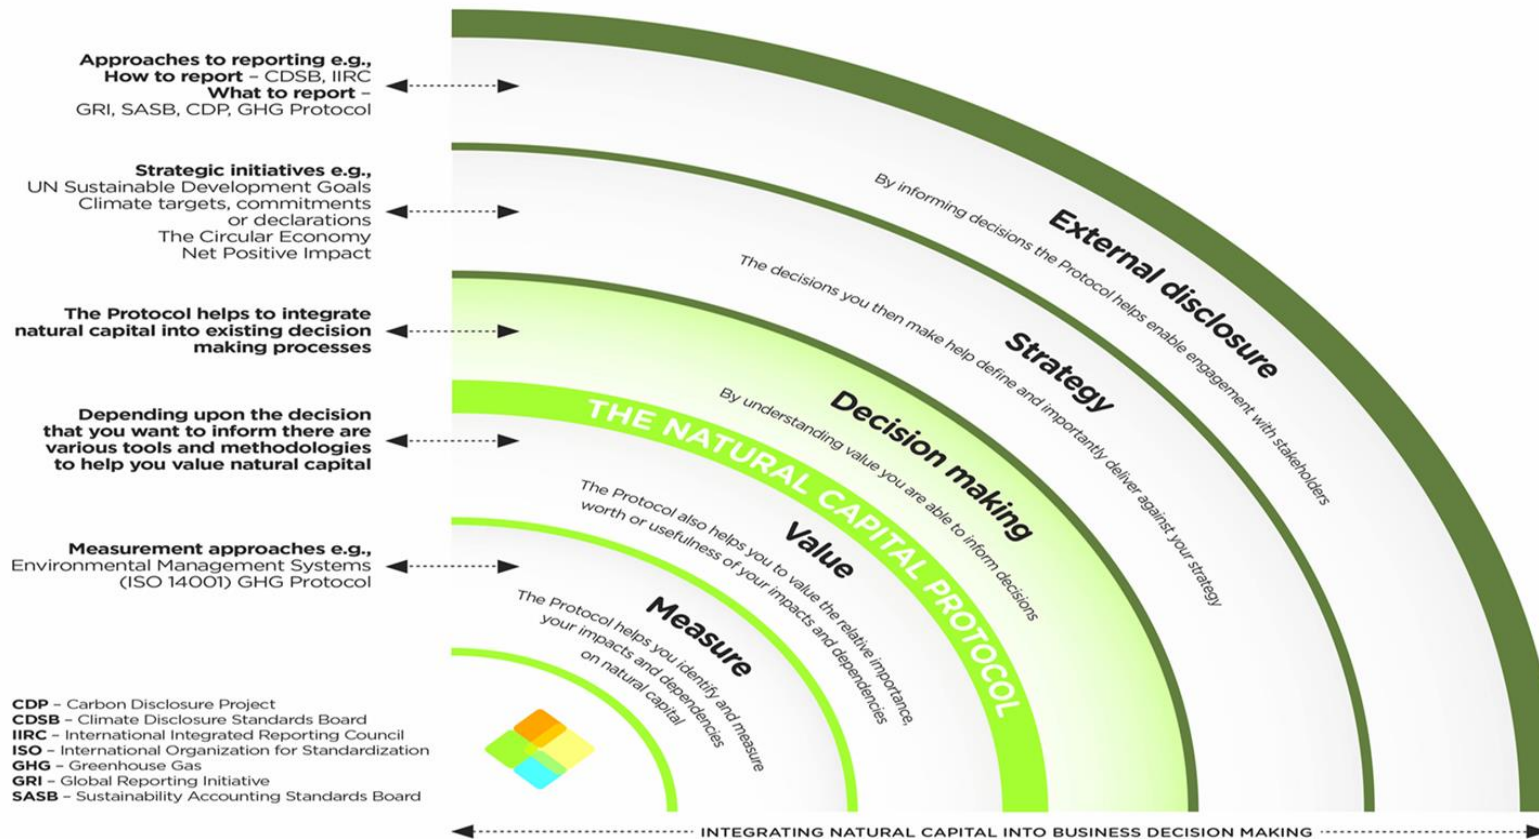 Approaches to reporting e.g.,
How to report – CDSB, IIRC
What to report –
GRI, SASB, CDP, GHG Protocol
Strategic initiatives e.g.,
UN Sustainable Development Goals
Climate targets, commitments
or declarations
The Circular Economy
Net Positive Impact
The Protocol helps to integrate
natural capital into existing decision
making processes
Depending upon the decision
that you want to inform there are
various tools and methodologies
to help you value natural capital
Measurement approaches e.g.,
Environmental Management Systems
(ISO 14001) GHG Protocol
External disclosure
By informing decisions the Protocol helps enable engagement with stakeholders
Strategy
The decisions you then make help define and importantly deliver against your strategy
Decision making
By understanding value you are able to inform decisions
THE NATURAL CAPITAL PROTOCOL
Value
The Protocol also helps you to value the relative importance,
worth or usefulness of your impacts and dependencies
Measure
The Protocol helps you identify and measure
your impacts and dependencies
on natural capital
CDP – Carbon Disclosure Project
CDSB – Climate Disclosure Standards Board
IIRC – International Integrated Reporting Council
ISO – International Organization for Standardization
GHG – Greenhouse Gas
GRI – Global Reporting Initiative
SASB – Sustainability Accounting Standards Board
INTEGRATING NATURAL CAPITAL INTO BUSINESS DECISION MAKING